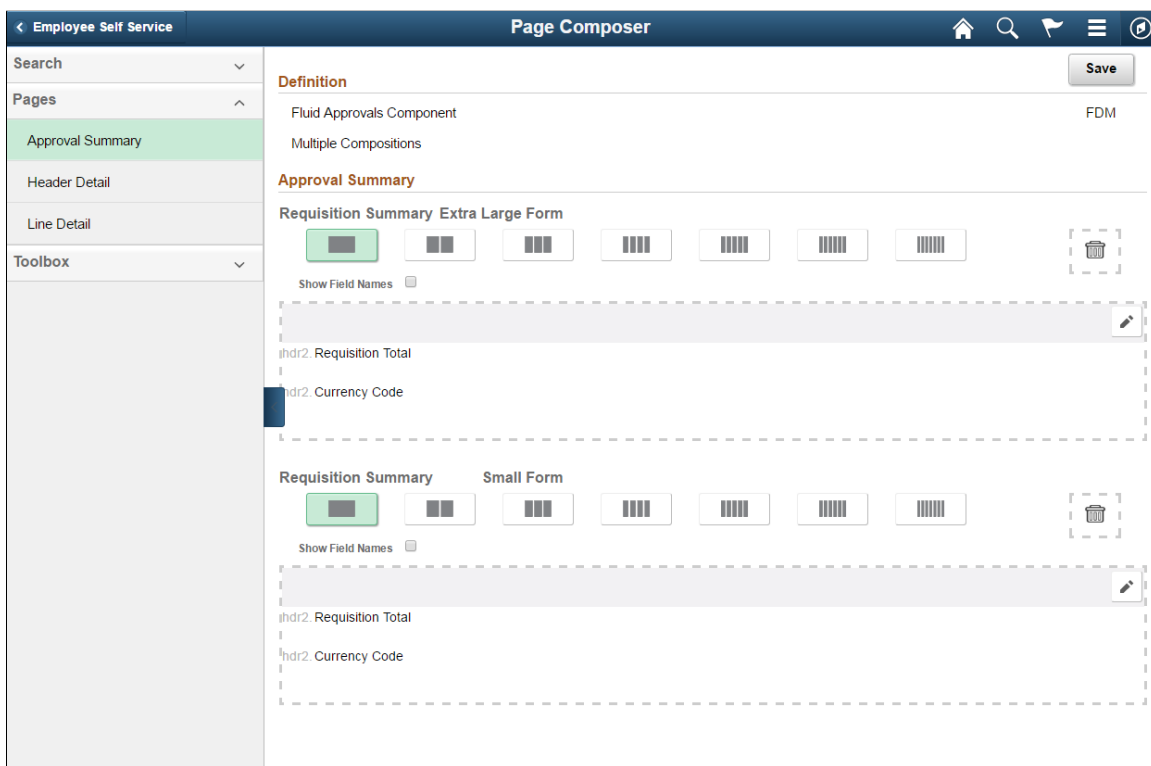 Employee Self Service
Page Composer
Search
Pages
Approval Summary
Header Detail
Line Detail
Toolbox
Save
Definition
Fluid Approvals Component FDM
Multiple Compositions
Approval Summary
Requisition Summary Extra Large Form
Show Field Names
hdr2. Requisition Total
hdr2. Currency Code
Requisition Summary Small Form
Show Field Names
hdr2. Requisition Total
hdr2. Currency Code